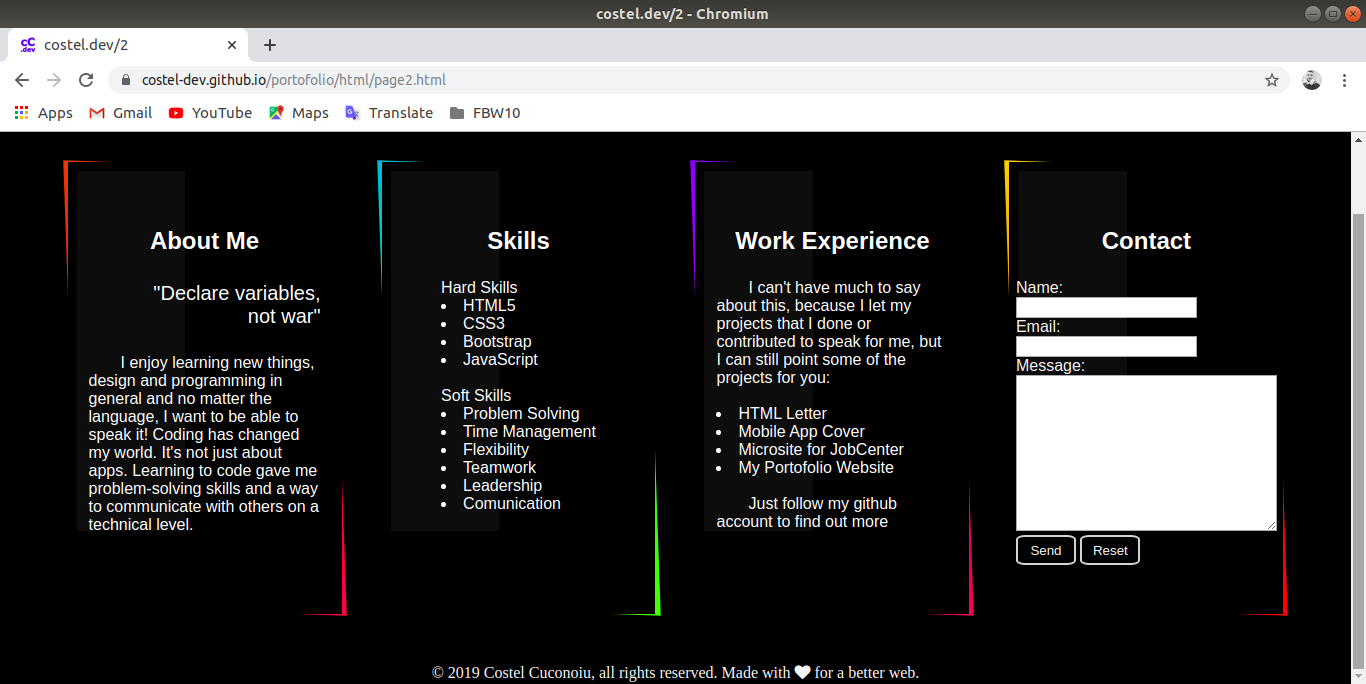 costel.dev/2 - Chromium
cC
.dev
costel.dev/2
costel-dev.github.io/portofolio/html/page2.html
Apps
Gmail
YouTube
Maps
Translate
FBW10
About Me
"Declare variables,
not war"
I enjoy learning new things,
design and programming in
general and no matter the
language, I want to be able to
speak it! Coding has changed
my world. It's not just about
apps. Learning to code gave me
problem-solving skills and a way
to communicate with others on a
technical level.
Skills
Hard Skills
• HTML5
• CSS3
• Bootstrap
• JavaScript
Soft Skills
• Problem Solving
• Time Management
• Flexibility
• Teamwork
• Leadership
• Comunication
Work Experience
I can't have much to say
about this, because I let my
projects that I done or
contributed to speak for me, but
I can still point some of the
projects for you:
• HTML Letter
• Mobile App Cover
• Microsite for JobCenter
• My Portofolio Website
Just follow my github
account to find out more
Contact
Name:
Email:
Message:
Send
Reset
© 2019 Costel Cuconoiu, all rights reserved. Made with ❤ for a better web.